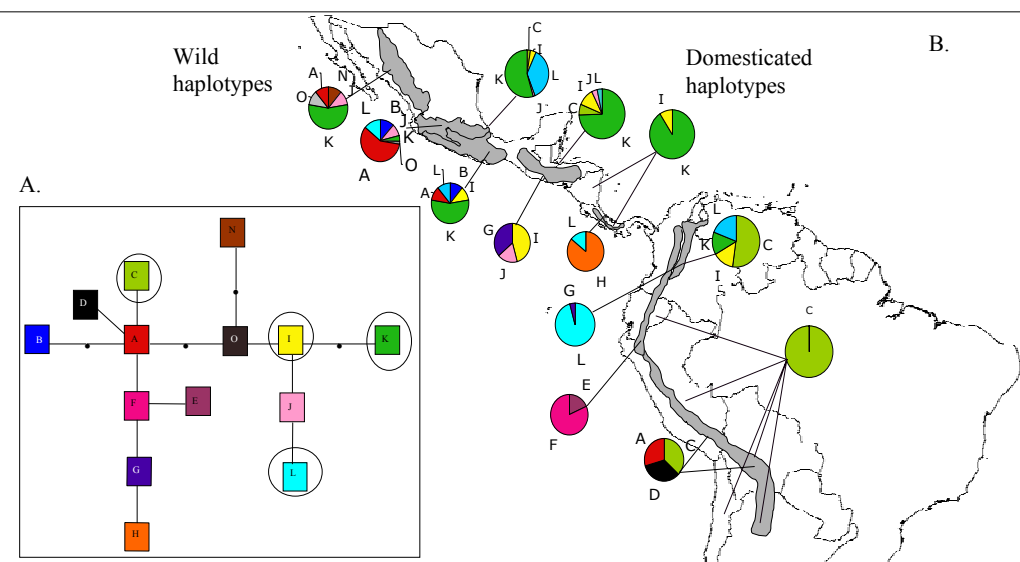 Wild
haplotypes
Domesticated
haplotypes
B.
A N J
O
K
L B
J
K
O
A
C
I
K L
J
J L
I
C
K
I
K
L B
A I
K
G I
J
L
H
L
K C
I
G
L
E
F
C
A C
D
A.
N
C
D
B A O I K
F E J
G L
H